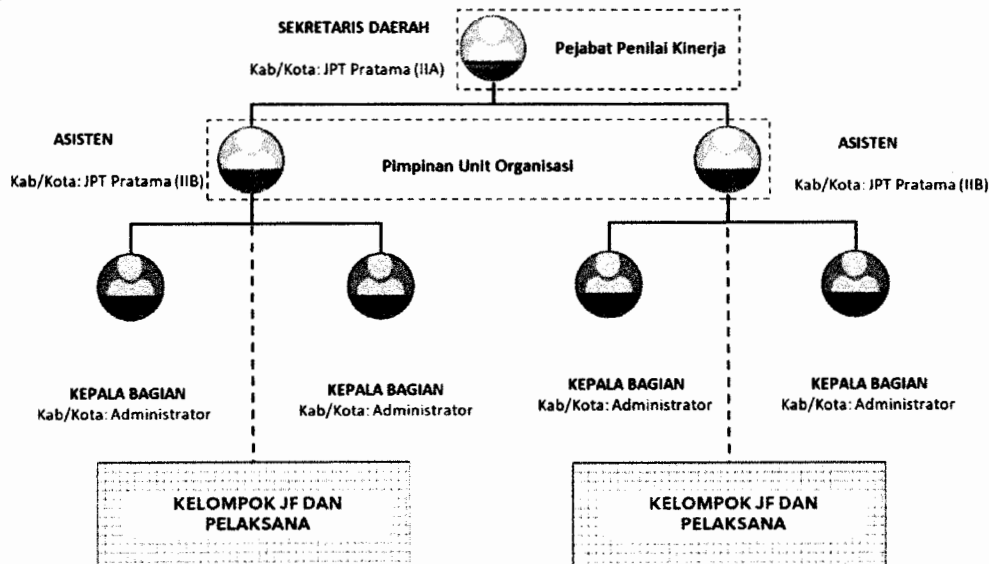 SEKRETARIS DAERAH
Kab/Kota: JPT Pratama (IIA)
Pejabat Penilai Kinerja
ASISTEN
Kab/Kota: JPT Pratama (IIB)
Pimpinan Unit Organisasi
ASISTEN
Kab/Kota: JPT Pratama (IIB)
KEPALA BAGIAN
Kab/Kota: Administrator
KEPALA BAGIAN
Kab/Kota: Administrator
KEPALA BAGIAN
Kab/Kota: Administrator
KEPALA BAGIAN
Kab/Kota: Administrator
KELOMPOK JF DAN
PELAKSANA
KELOMPOK JF DAN
PELAKSANA